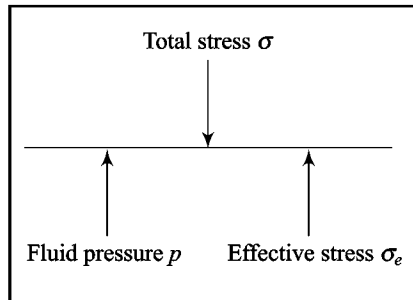 Total stress σ
Fluid pressure p
Effective stress σₑ